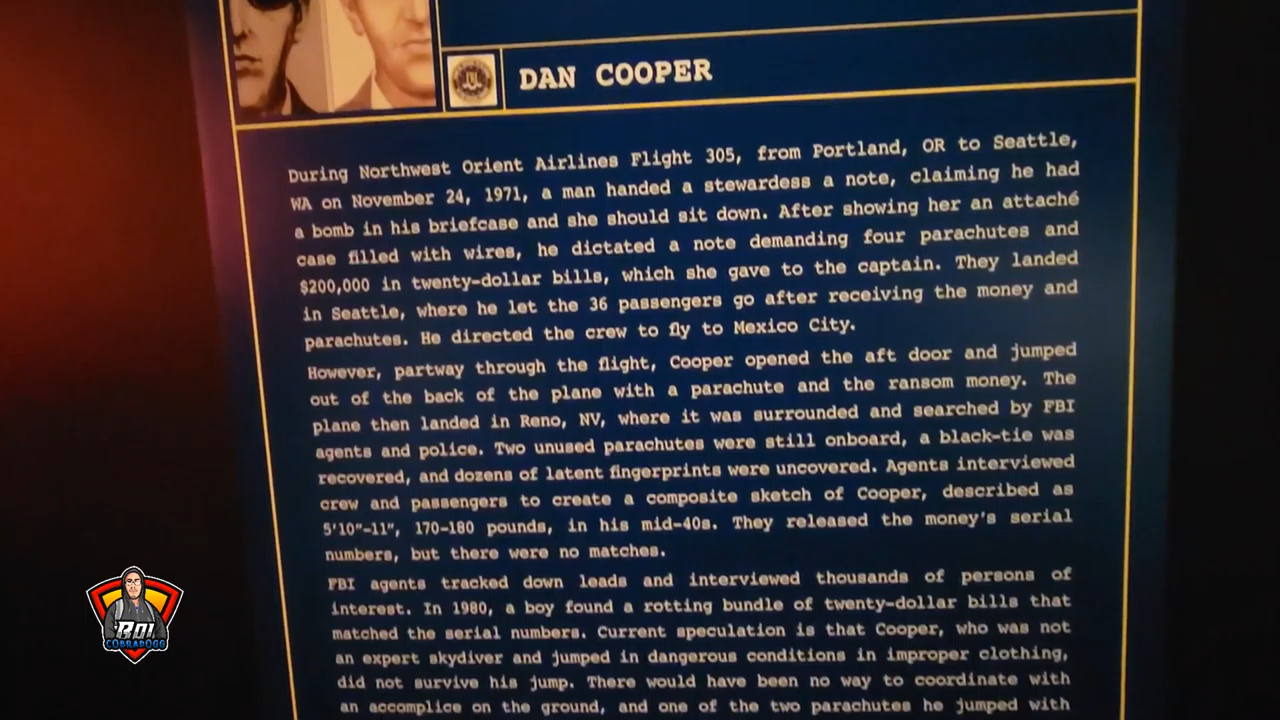 DAN COOPER
During Northwest Orient Airlines Flight 305, from Portland, OR to Seattle,
WA on November 24, 1971, a man handed a stewardess a note, claiming he had
a bomb in his briefcase and she should sit down. After showing her an attaché
case filled with wires, he dictated a note demanding four parachutes and
$200,000 in twenty-dollar bills, which she gave to the captain. They landed
in Seattle, where he let the 36 passengers go after receiving the money and
parachutes. He directed the crew to fly to Mexico City.
However, partway through the flight, Cooper opened the aft door and jumped
out of the back of the plane with a parachute and the ransom money. The
plane then landed in Reno, NV, where it was surrounded and searched by FBI
agents and police. Two unused parachutes were still onboard, a black-tie was
recovered, and dozens of latent fingerprints were uncovered. Agents interviewed
crew and passengers to create a composite sketch of Cooper, described as
5'10"-11", 170-180 pounds, in his mid-40s. They released the money's serial
numbers, but there were no matches.
FBI agents tracked down leads and interviewed thousands of persons of
interest. In 1980, a boy found a rotting bundle of twenty-dollar bills that
matched the serial numbers. Current speculation is that Cooper, who was not
an expert skydiver and jumped in dangerous conditions in improper clothing,
did not survive his jump. There would have been no way to coordinate with
an accomplice on the ground, and one of the two parachutes he jumped with
BOI
COBRADOGG